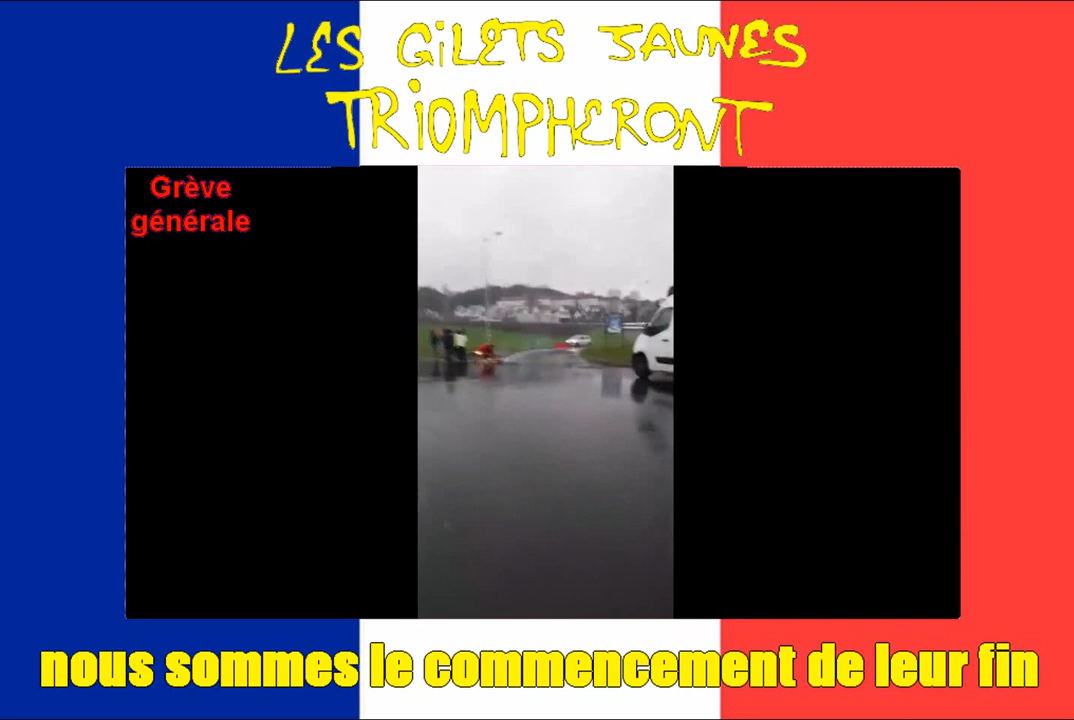 LES GiLETS JAUNES
TRiOMPHERONT
Grève
générale
nous sommes le commencement de leur fin